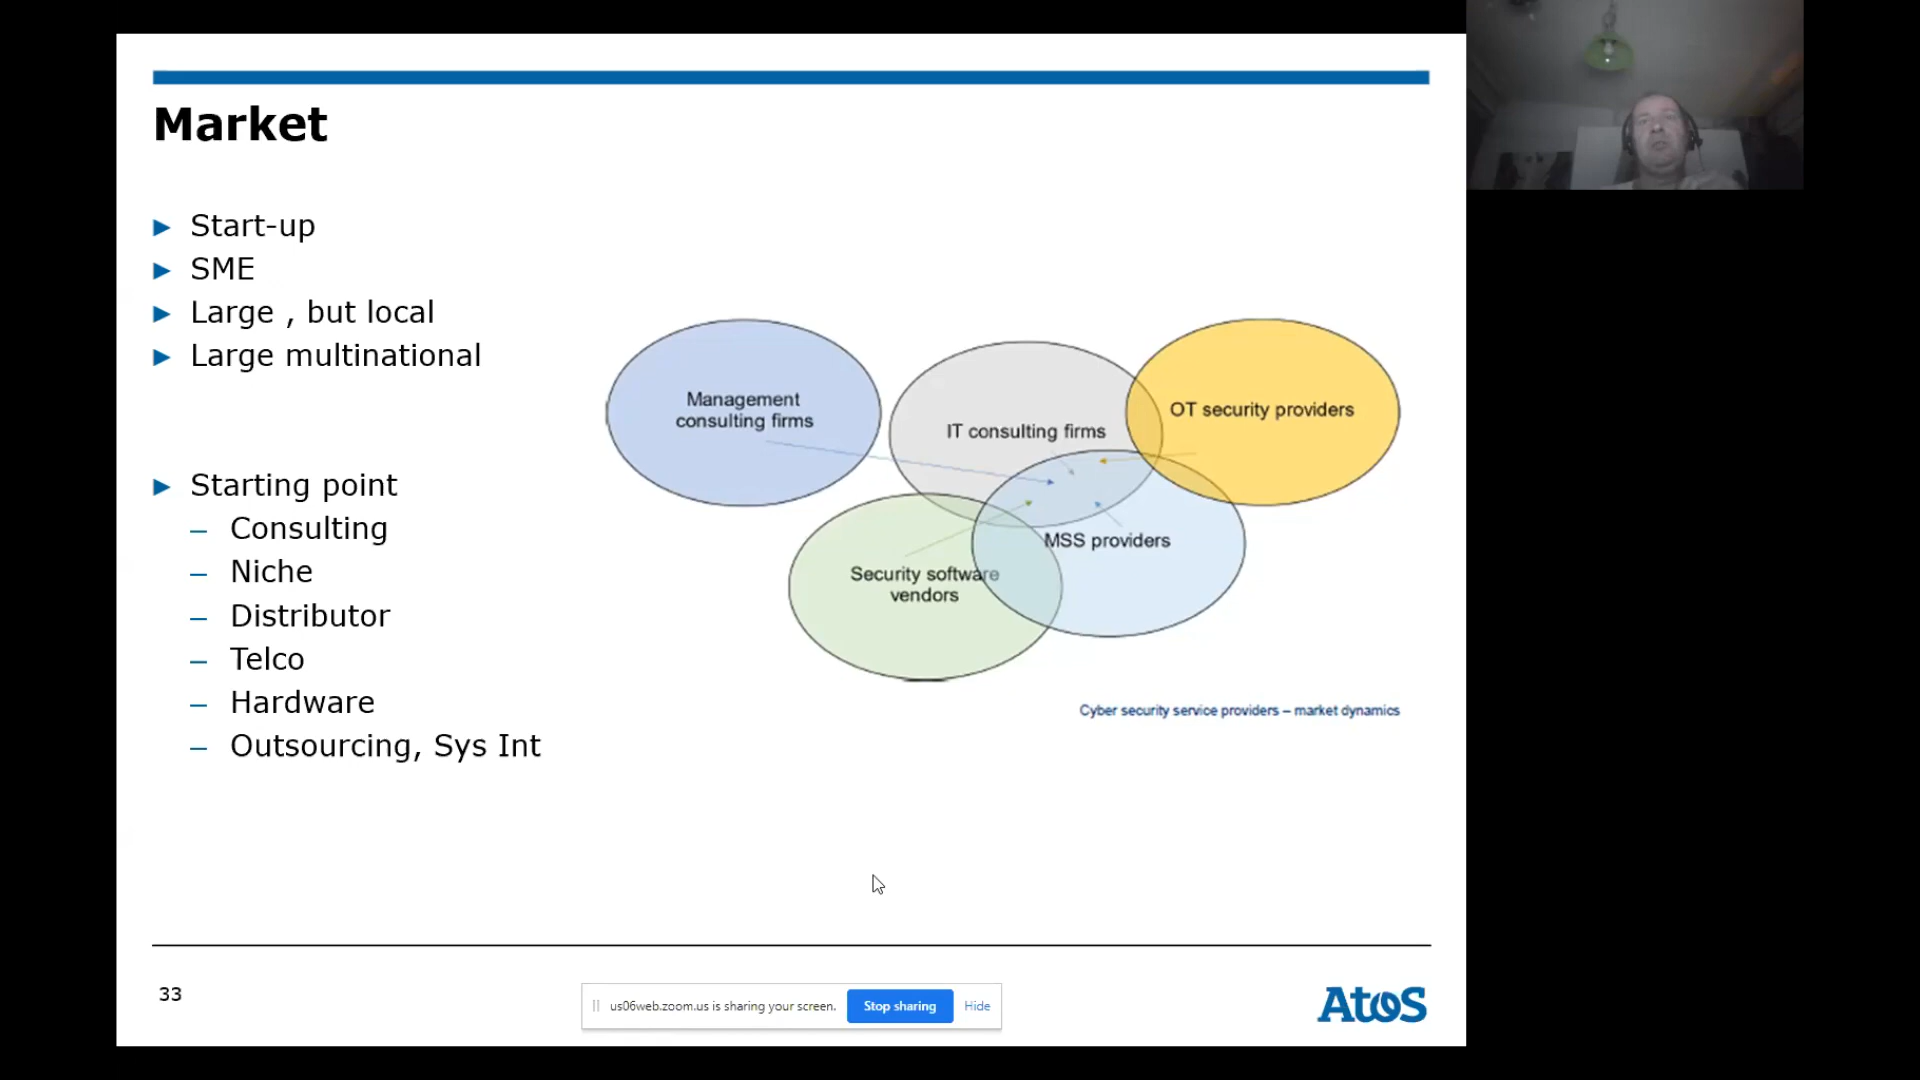 Market
Start-up
SME
Large , but local
Large multinational
Starting point
Consulting
Niche
Distributor
Telco
Hardware
Outsourcing, Sys Int
Management
consulting firms
IT consulting firms
OT security providers
MSS providers
Security software
vendors
Cyber security service providers – market dynamics
33
us06web.zoom.us is sharing your screen.
Stop sharing
Hide
Atos